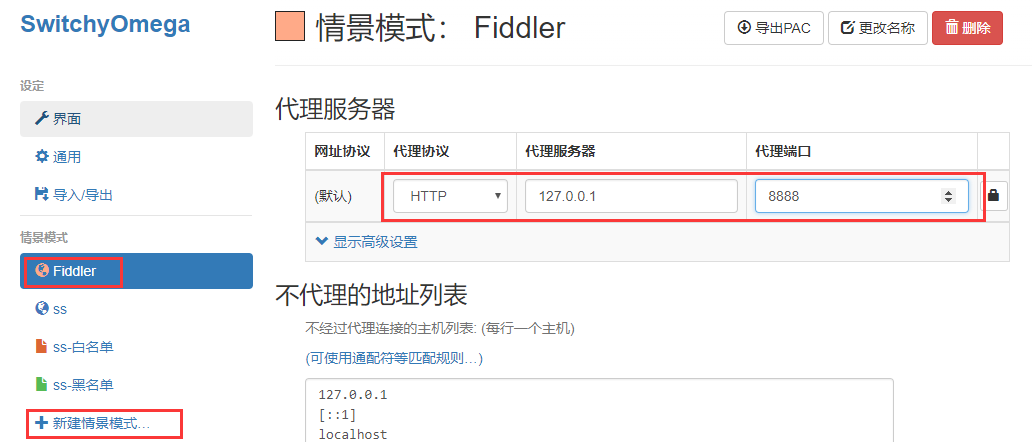 SwitchyOmega
设定
界面
通用
导入/导出
情景模式
Fiddler
ss
ss-白名单
ss-黑名单
新建情景模式...
情景模式: Fiddler
导出PAC
更改名称
删除
代理服务器
网址协议 代理协议 代理服务器 代理端口
(默认) HTTP 127.0.0.1 8888
显示高级设置
不代理的地址列表
不经过代理连接的主机列表: (每行一个主机)
(可使用通配符等匹配规则...)
127.0.0.1
[::1]
localhost